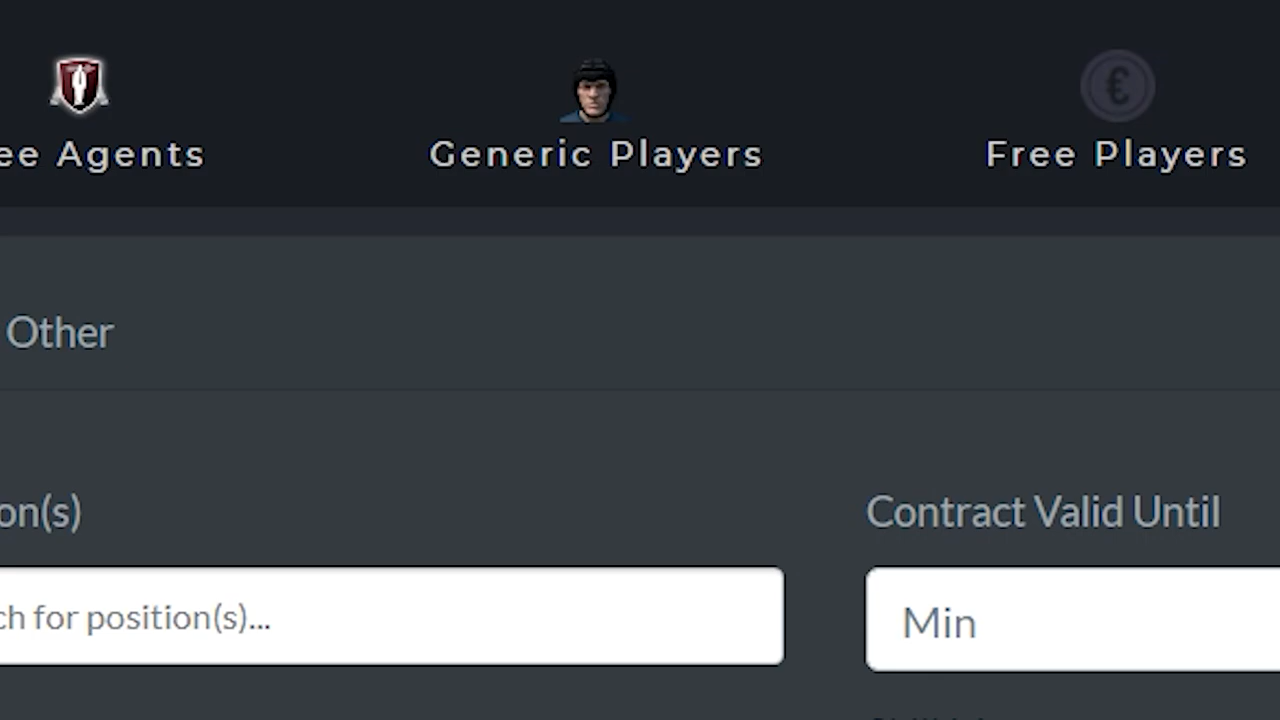 ee Agents
Generic Players
Free Players
Other
on(s)
Contract Valid Until
ch for position(s)...
Min